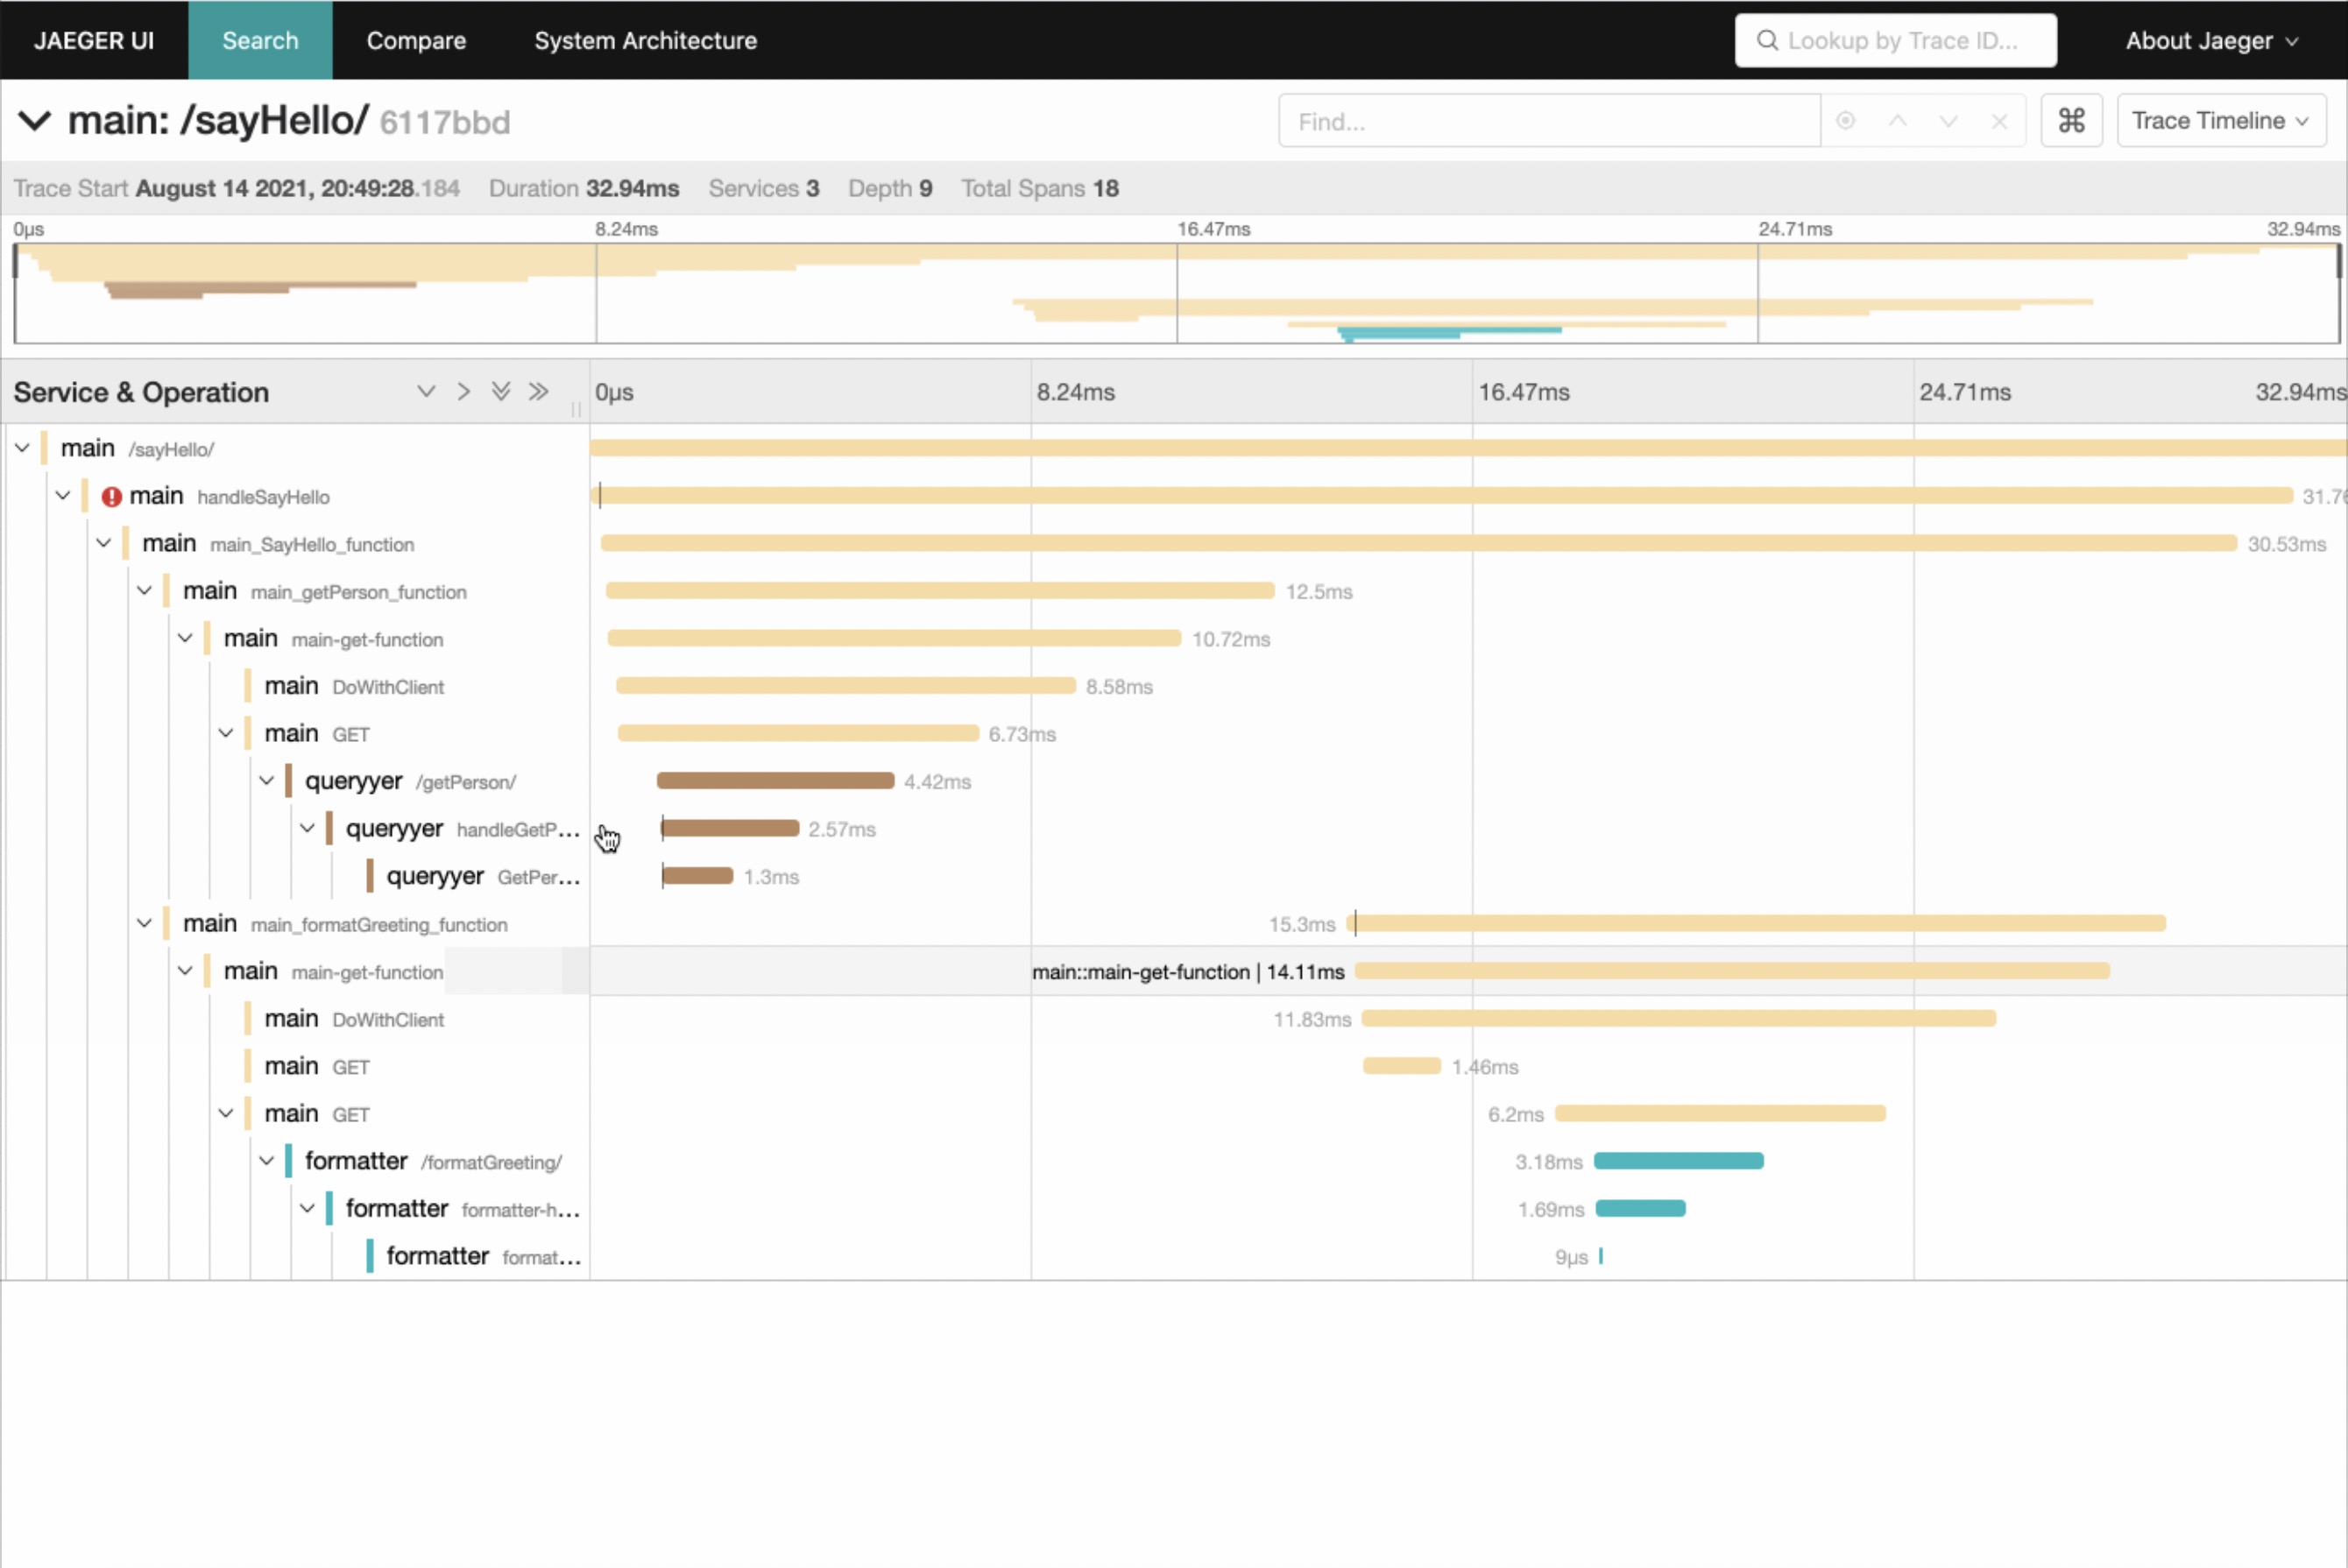 JAEGER UI Search Compare System Architecture Lookup by Trace ID... About Jaeger
main: /sayHello/ 6117bbd Find... ⌘ Trace Timeline
Trace Start August 14 2021, 20:49:28.184 Duration 32.94ms Services 3 Depth 9 Total Spans 18
0μs 8.24ms 16.47ms 24.71ms 32.94ms
Service & Operation 0μs 8.24ms 16.47ms 24.71ms 32.94ms
main /sayHello/
main handleSayHello 31.76
main main_SayHello_function 30.53ms
main main_getPerson_function 12.5ms
main main-get-function 10.72ms
main DoWithClient 8.58ms
main GET 6.73ms
queryyer /getPerson/ 4.42ms
queryyer handleGetP... 2.57ms
queryyer GetPer... 1.3ms
main main_formatGreeting_function 15.3ms
main main-get-function main::main-get-function | 14.11ms
main DoWithClient 11.83ms
main GET 1.46ms
main GET 6.2ms
formatter /formatGreeting/ 3.18ms
formatter formatter-h... 1.69ms
formatter format... 9μs